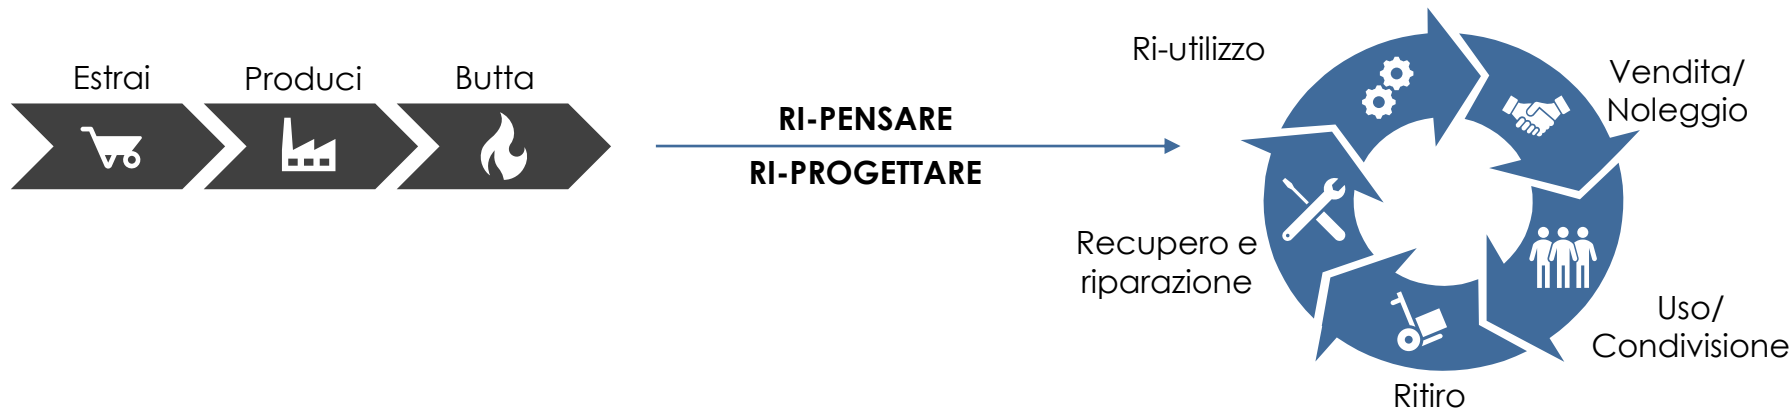 Estrai
Produci
Butta
RI-PENSARE
RI-PROGETTARE
Ri-utilizzo
Vendita/
Noleggio
Uso/
Condivisione
Ritiro
Recupero e
riparazione